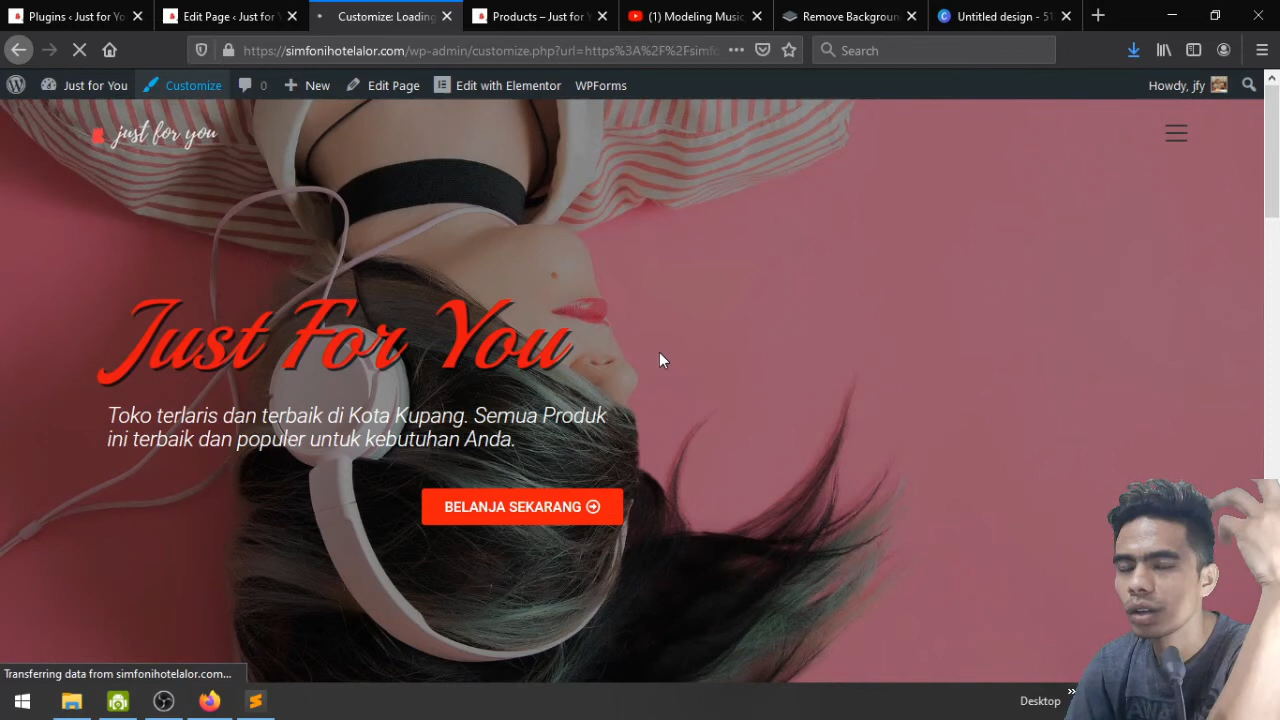 Plugins ‹ Just for Yo
Edit Page ‹ Just for
Customize: Loading
Products – Just for
(1) Modeling Music
Remove Background
Untitled design - 51
https://simfonihotelalor.com/wp-admin/customize.php?url=https%3A%2F%2Fsimfo
Search
Just for You
Customize
0
New
Edit Page
Edit with Elementor
WPForms
Howdy, jfy
just for you
Just For You
Toko terlaris dan terbaik di Kota Kupang. Semua Produk
ini terbaik dan populer untuk kebutuhan Anda.
BELANJA SEKARANG
Transferring data from simfonihotelalor.com...
Desktop